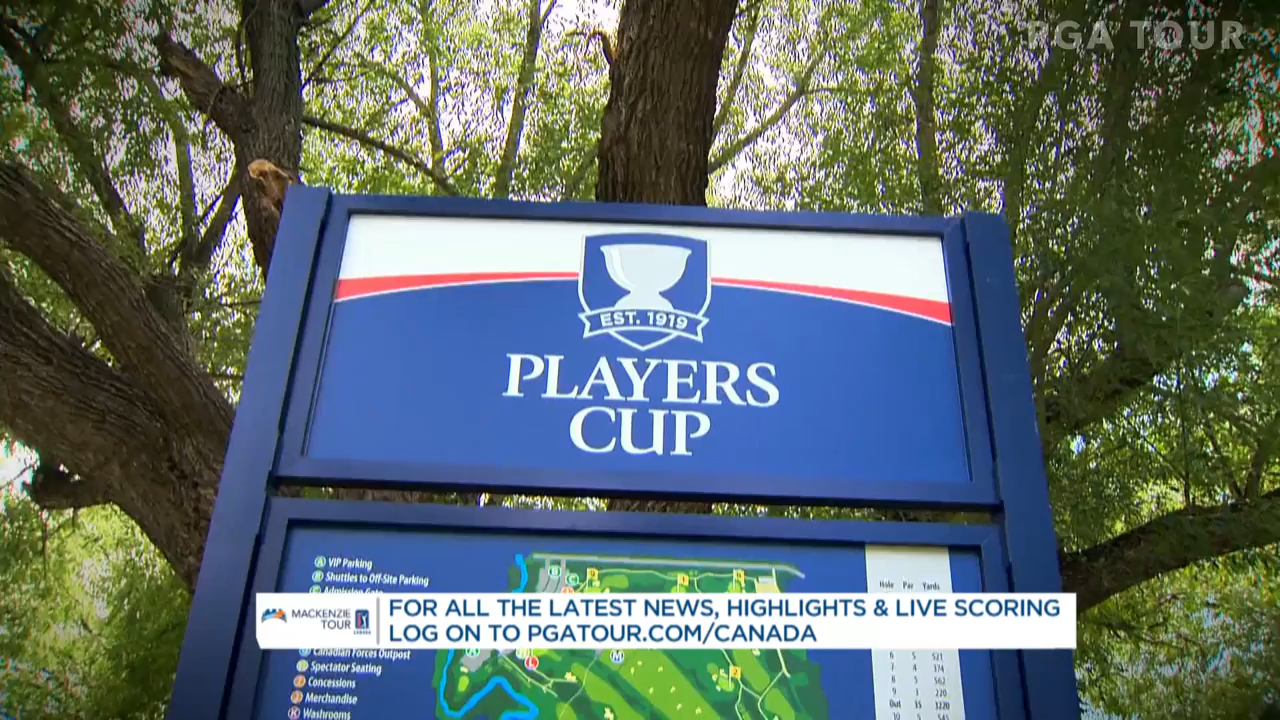 PGA TOUR
EST. 1919
PLAYERS
CUP
VIP Parking
Shuttles to Off-Site Parking
Admission Gate
Hole Par Yards
MACKENZIE
TOUR
FOR ALL THE LATEST NEWS, HIGHLIGHTS & LIVE SCORING
LOG ON TO PGATOUR.COM/CANADA
Canadian Forces Outpost
Spectator Seating
Concessions
Merchandise
Washrooms
6 5 521
7 4 374
8 5 562
9 3 220
Out 35 3220
10 5 545